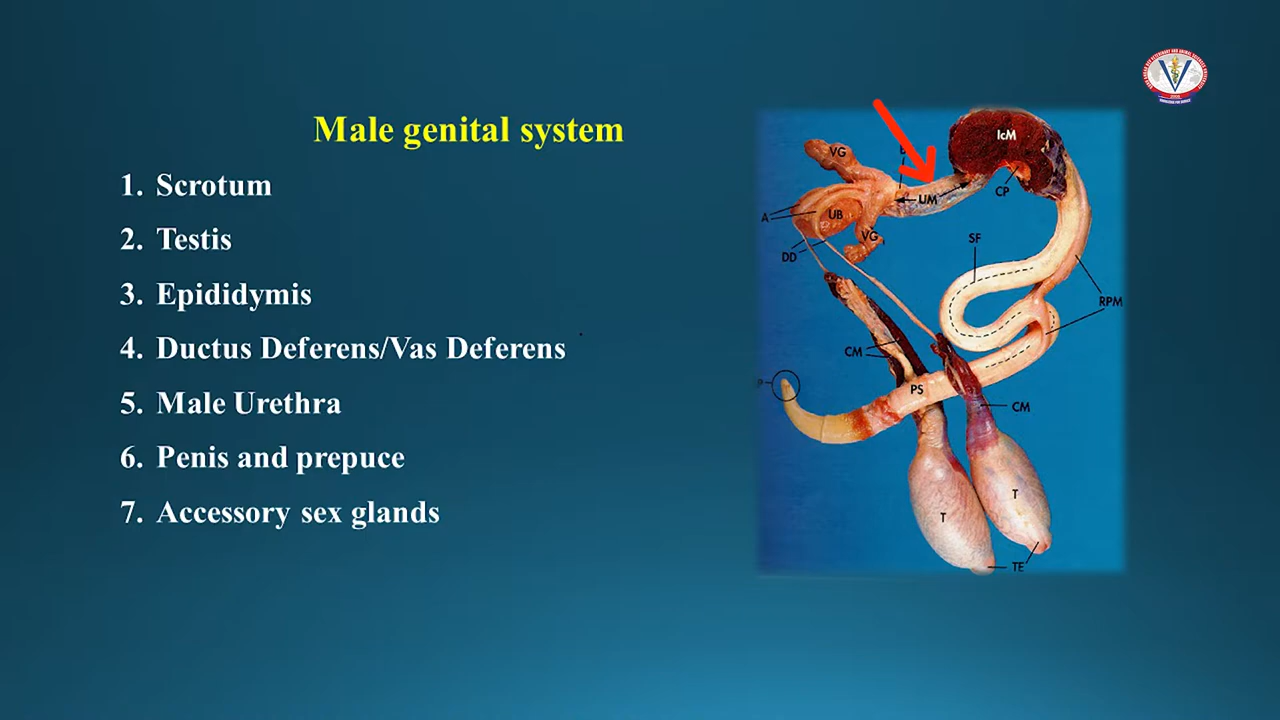 Male genital system
1. Scrotum
2. Testis
3. Epididymis
4. Ductus Deferens/Vas Deferens
5. Male Urethra
6. Penis and prepuce
7. Accessory sex glands
VG
IcM
CP
UM
A
UB
VG
DD
SF
RPM
CM
P
PS
CM
T
T
TE
V